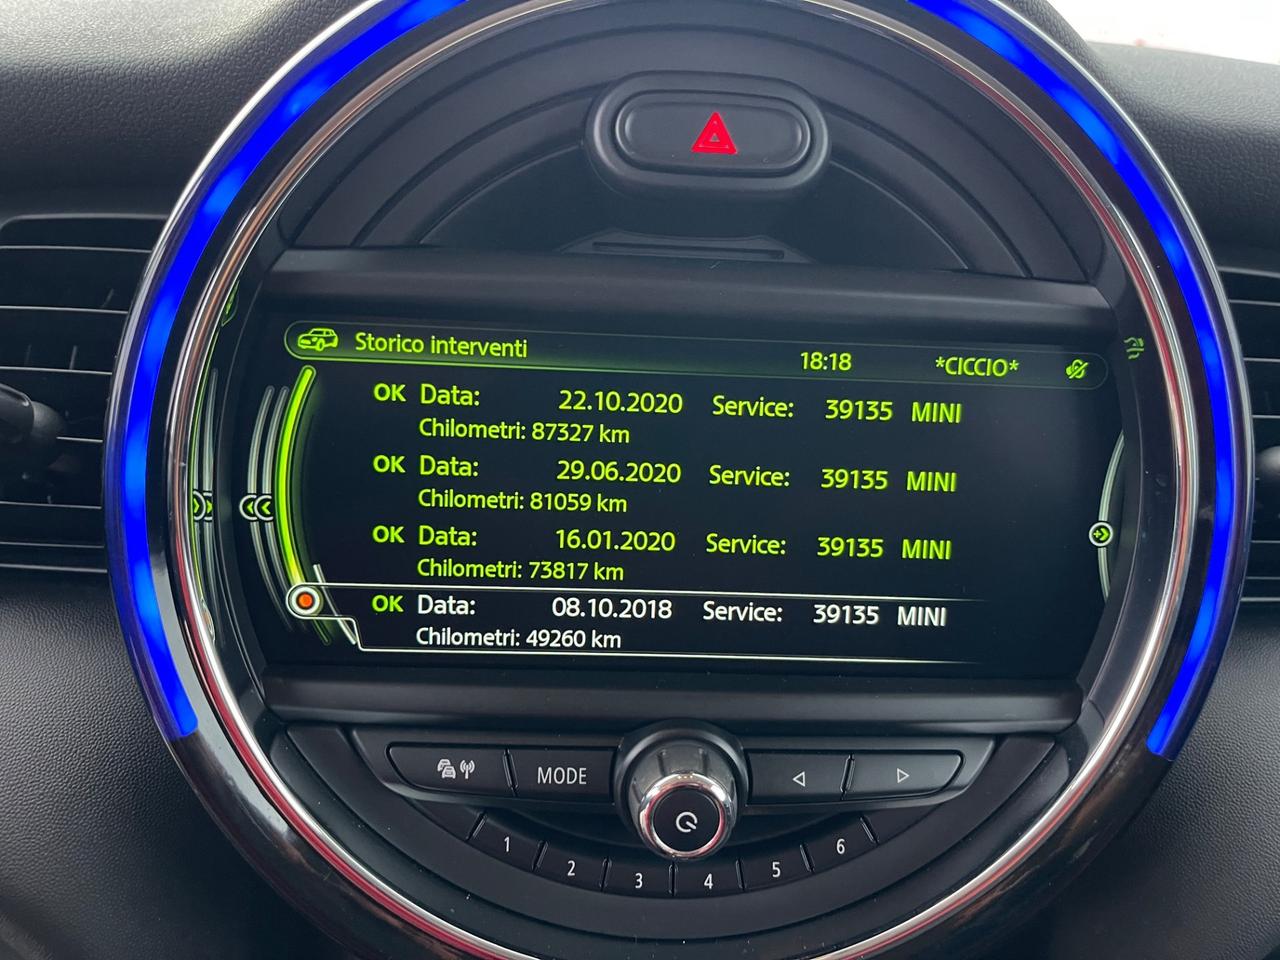 Storico interventi 18:18 *CICCIO*
OK Data: 22.10.2020 Service: 39135 MINI
Chilometri: 87327 km
OK Data: 29.06.2020 Service: 39135 MINI
Chilometri: 81059 km
OK Data: 16.01.2020 Service: 39135 MINI
Chilometri: 73817 km
OK Data: 08.10.2018 Service: 39135 MINI
Chilometri: 49260 km
MODE
1 2 3 4 5 6